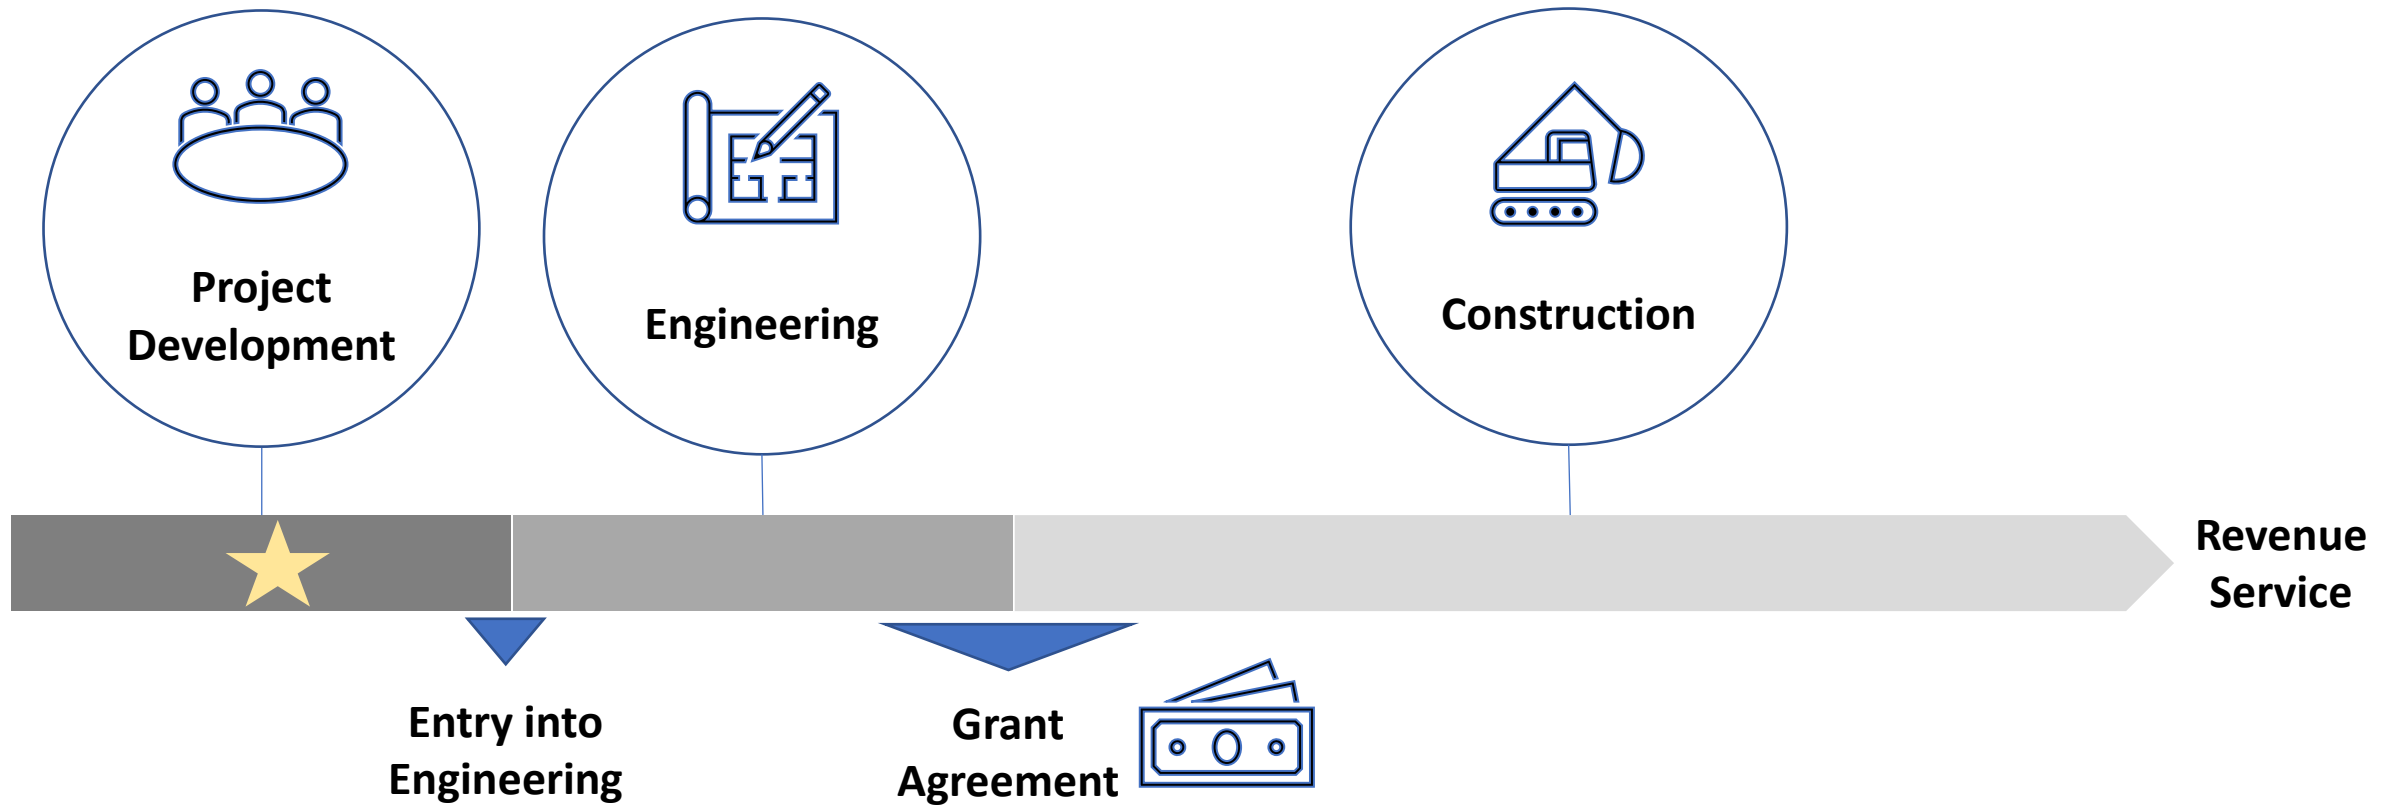 Project
Development
Engineering
Construction
Revenue
Service
Entry into
Engineering
Grant
Agreement